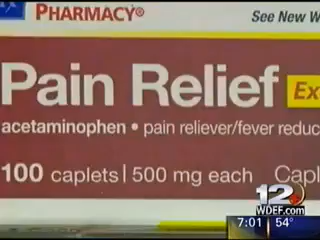 PHARMACY®
See New W
Pain Relief Ex
acetaminophen • pain reliever/fever reduc
100 caplets | 500 mg each Capl
12
WDEF.com
7:01 54°